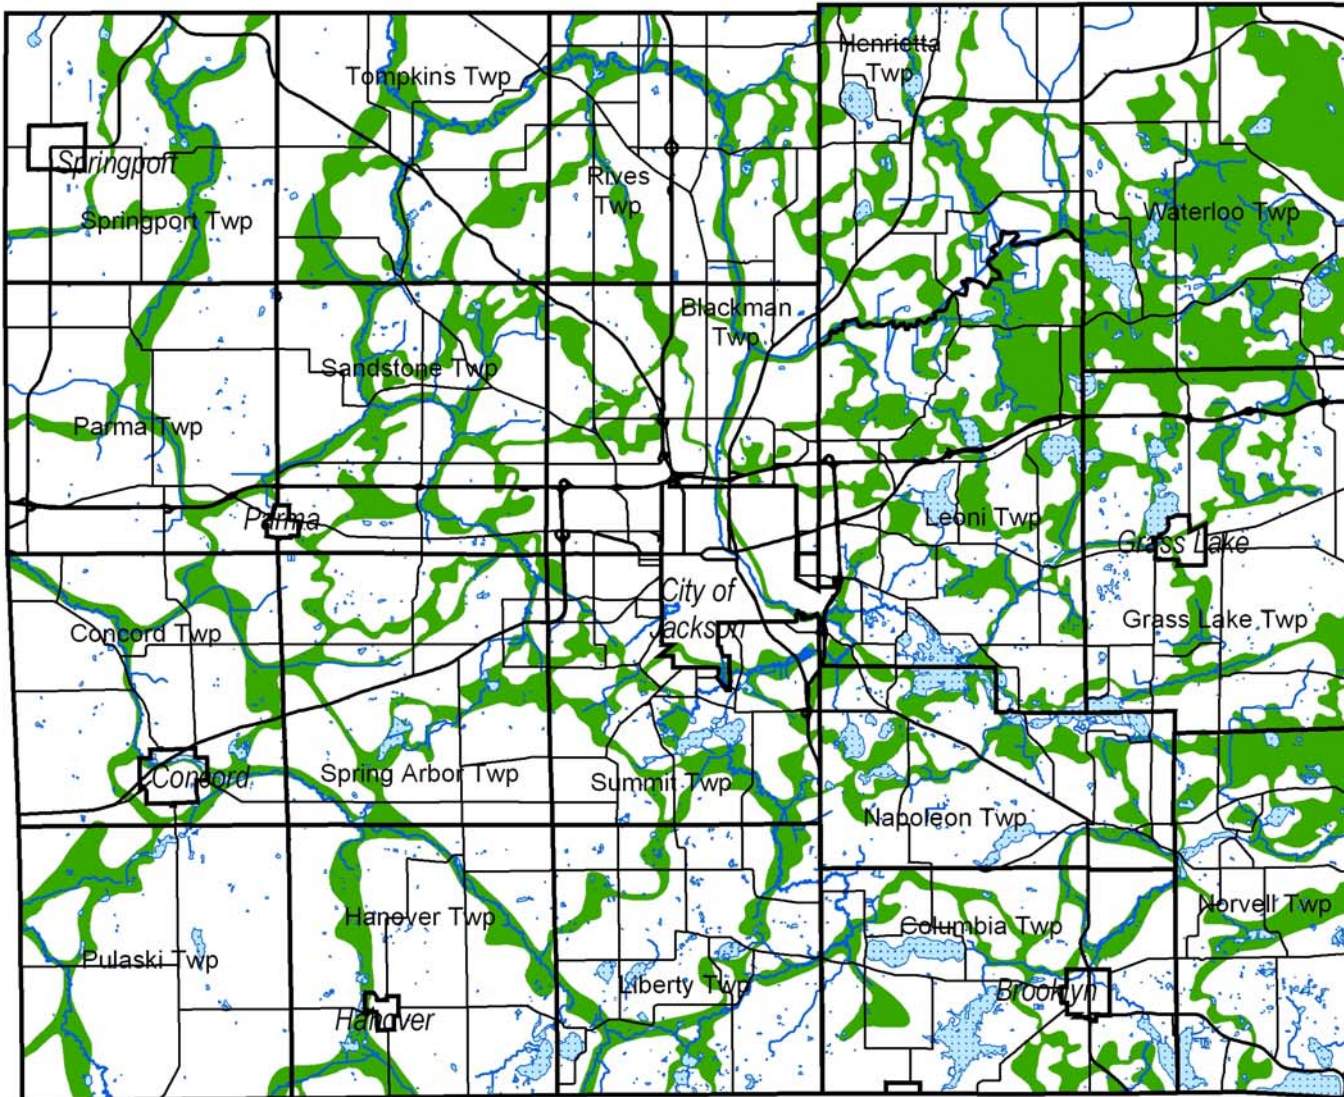 Henrietta
Twp
Tompkins Twp
Springport
Rives
Twp
Springport Twp
Waterloo Twp
Blackman
Twp
Sandstone Twp
Parma Twp
Parma
Leoni Twp
Grass Lake
City of
Jackson
Concord Twp
Grass Lake Twp
Concord
Spring Arbor Twp
Summit Twp
Napoleon Twp
Hanover Twp
Columbia Twp
Norvell Twp
Pulaski Twp
Liberty Twp
Brooklyn
Hanover